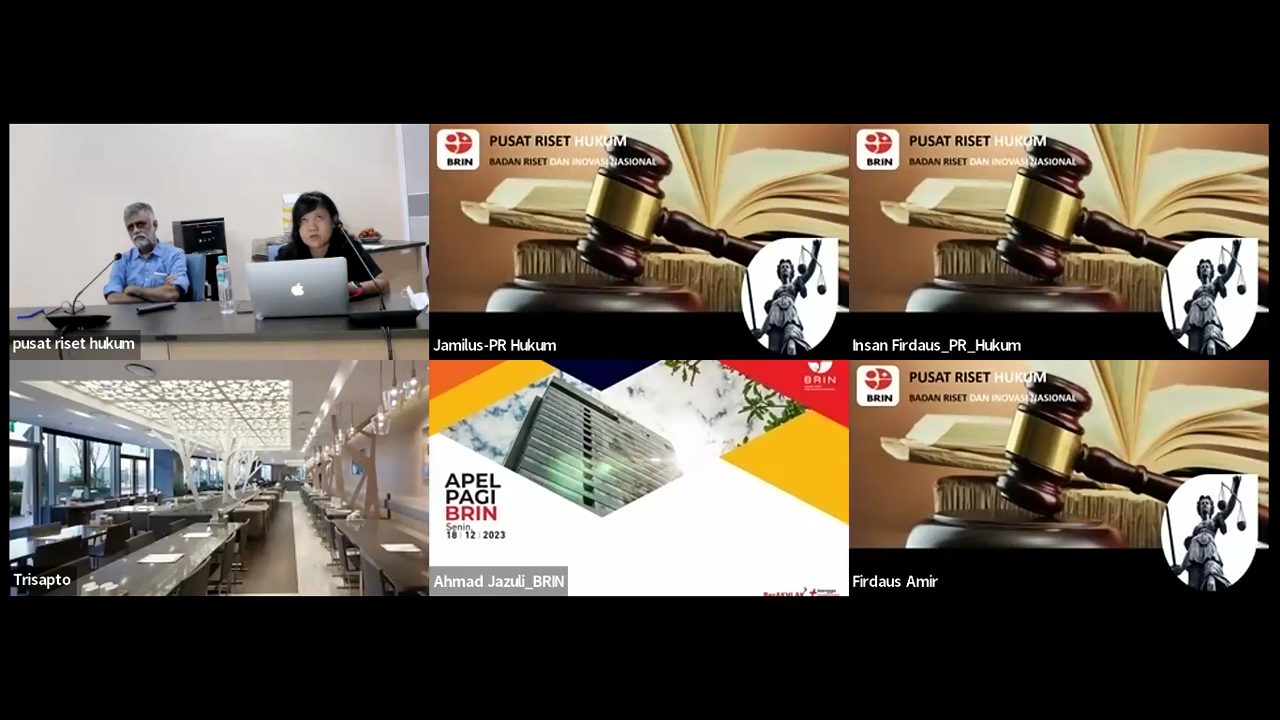 pusat riset hukum
BRIN
PUSAT RISET HUKUM
BADAN RISET DAN INOVASI NASIONAL
Jamilus-PR Hukum
BRIN
PUSAT RISET HUKUM
BADAN RISET DAN INOVASI NASIONAL
Insan Firdaus_PR_Hukum
Trisapto
BRIN
APEL
PAGI
BRIN
Senin,
18 | 12 | 2023
BerAKHLAK
Ahmad Jazuli_BRIN
BRIN
PUSAT RISET HUKUM
BADAN RISET DAN INOVASI NASIONAL
Firdaus Amir